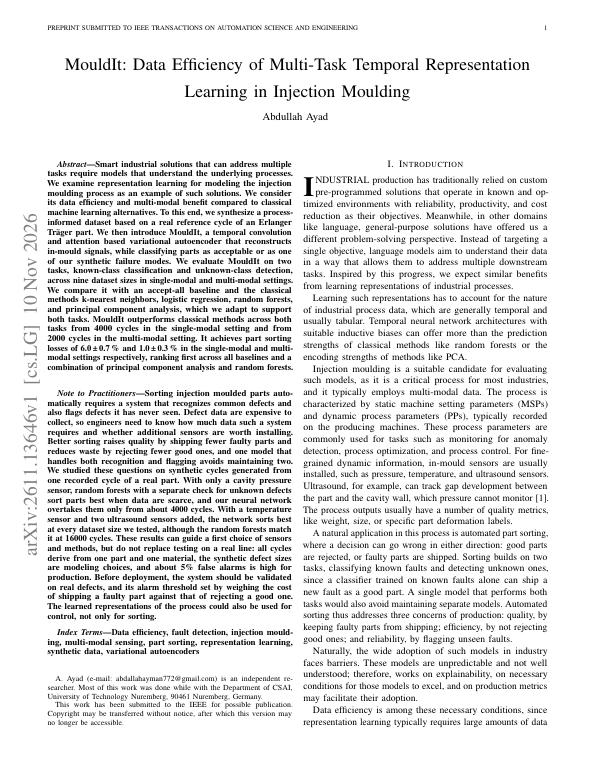 PREPRINT SUBMITTED TO IEEE TRANSACTIONS ON AUTOMATION SCIENCE AND ENGINEERING 1
MouldIt: Data Efficiency of Multi-Task Temporal Representation
Learning in Injection Moulding
Abdullah Ayad
arXiv:2611.13646v1 [cs.LG] 10 Nov 2026
Abstract—Smart industrial solutions that can address multiple
tasks require models that understand the underlying processes.
We examine representation learning for modeling the injection
moulding process as an example of such solutions. We consider
its data efficiency and multi-modal benefit compared to classical
machine learning alternatives. To this end, we synthesize a process-
informed dataset based on a real reference cycle of an Erlanger
Träger part. We then introduce MouldIt, a temporal convolution
and attention based variational autoencoder that reconstructs
in-mould signals, while classifying parts as acceptable or as one
of our synthetic failure modes. We evaluate MouldIt on two
tasks, known-class classification and unknown-class detection,
across nine dataset sizes in single-modal and multi-modal settings.
We compare it with an accept-all baseline and the classical
methods k-nearest neighbors, logistic regression, random forests,
and principal component analysis, which we adapt to support
both tasks. MouldIt outperforms classical methods across both
tasks from 4000 cycles in the single-modal setting and from
2000 cycles in the multi-modal setting. It achieves part sorting
losses of 6.0 ± 0.7 % and 1.0 ± 0.3 % in the single-modal and multi-
modal settings respectively, ranking first across all baselines and a
combination of principal component analysis and random forests.
Note to Practitioners—Sorting injection moulded parts auto-
matically requires a system that recognizes common defects and
also flags defects it has never seen. Defect data are expensive to
collect, so engineers need to know how much data such a system
requires and whether additional sensors are worth installing.
Better sorting raises quality by shipping fewer faulty parts and
reduces waste by rejecting fewer good ones, and one model that
handles both recognition and flagging avoids maintaining two.
We studied these questions on synthetic cycles generated from
one recorded cycle of a real part. With only a cavity pressure
sensor, random forests with a separate check for unknown defects
sort parts best when data are scarce, and our neural network
overtakes them only from about 4000 cycles. With a temperature
sensor and two ultrasound sensors added, the network sorts best
at every dataset size we tested, although the random forests match
it at 16000 cycles. These results can guide a first choice of sensors
and methods, but do not replace testing on a real line: all cycles
derive from one part and one material, the synthetic defect sizes
are modeling choices, and about 5% false alarms is high for
production. Before deployment, the system should be validated
on real defects, and its alarm threshold set by weighing the cost
of shipping a faulty part against that of rejecting a good one.
The learned representations of the process could also be used for
control, not only for sorting.
Index Terms—Data efficiency, fault detection, injection mould-
ing, multi-modal sensing, part sorting, representation learning,
synthetic data, variational autoencoders
A. Ayad (e-mail: abdallahayman772@gmail.com) is an independent re-
searcher. Most of this work was done while with the Department of CSAI,
University of Technology Nuremberg, 90461 Nuremberg, Germany.
This work has been submitted to the IEEE for possible publication.
Copyright may be transferred without notice, after which this version may
no longer be accessible.
I. INTRODUCTION
INDUSTRIAL production has traditionally relied on custom
pre-programmed solutions that operate in known and op-
timized environments with reliability, productivity, and cost
reduction as their objectives. Meanwhile, in other domains
like language, general-purpose solutions have offered us a
different problem-solving perspective. Instead of targeting a
single objective, language models aim to understand their data
in a way that allows them to address multiple downstream
tasks. Inspired by this progress, we expect similar benefits
from learning representations of industrial processes.
Learning such representations has to account for the nature
of industrial process data, which are generally temporal and
usually tabular. Temporal neural network architectures with
suitable inductive biases can offer more than the prediction
strengths of classical methods like random forests or the
encoding strengths of methods like PCA.
Injection moulding is a suitable candidate for evaluating
such models, as it is a critical process for most industries,
and it typically employs multi-modal data. The process is
characterized by static machine setting parameters (MSPs)
and dynamic process parameters (PPs), typically recorded
on the producing machines. These process parameters are
commonly used for tasks such as monitoring for anomaly
detection, process optimization, and process control. For fine-
grained dynamic information, in-mould sensors are usually
installed, such as pressure, temperature, and ultrasound sensors.
Ultrasound, for example, can track gap development between
the part and the cavity wall, which pressure cannot monitor [1].
The process outputs usually have a number of quality metrics,
like weight, size, or specific part deformation labels.
A natural application in this process is automated part sorting,
where a decision can go wrong in either direction: good parts
are rejected, or faulty parts are shipped. Sorting builds on two
tasks, classifying known faults and detecting unknown ones,
since a classifier trained on known faults alone can ship a
new fault as a good part. A single model that performs both
tasks would also avoid maintaining separate models. Automated
sorting thus addresses three concerns of production: quality, by
keeping faulty parts from shipping; efficiency, by not rejecting
good ones; and reliability, by flagging unseen faults.
Naturally, the wide adoption of such models in industry
faces barriers. These models are unpredictable and not well
understood; therefore, works on explainability, on necessary
conditions for those models to excel, and on production metrics
may facilitate their adoption.
Data efficiency is among these necessary conditions, since
representation learning typically requires large amounts of data